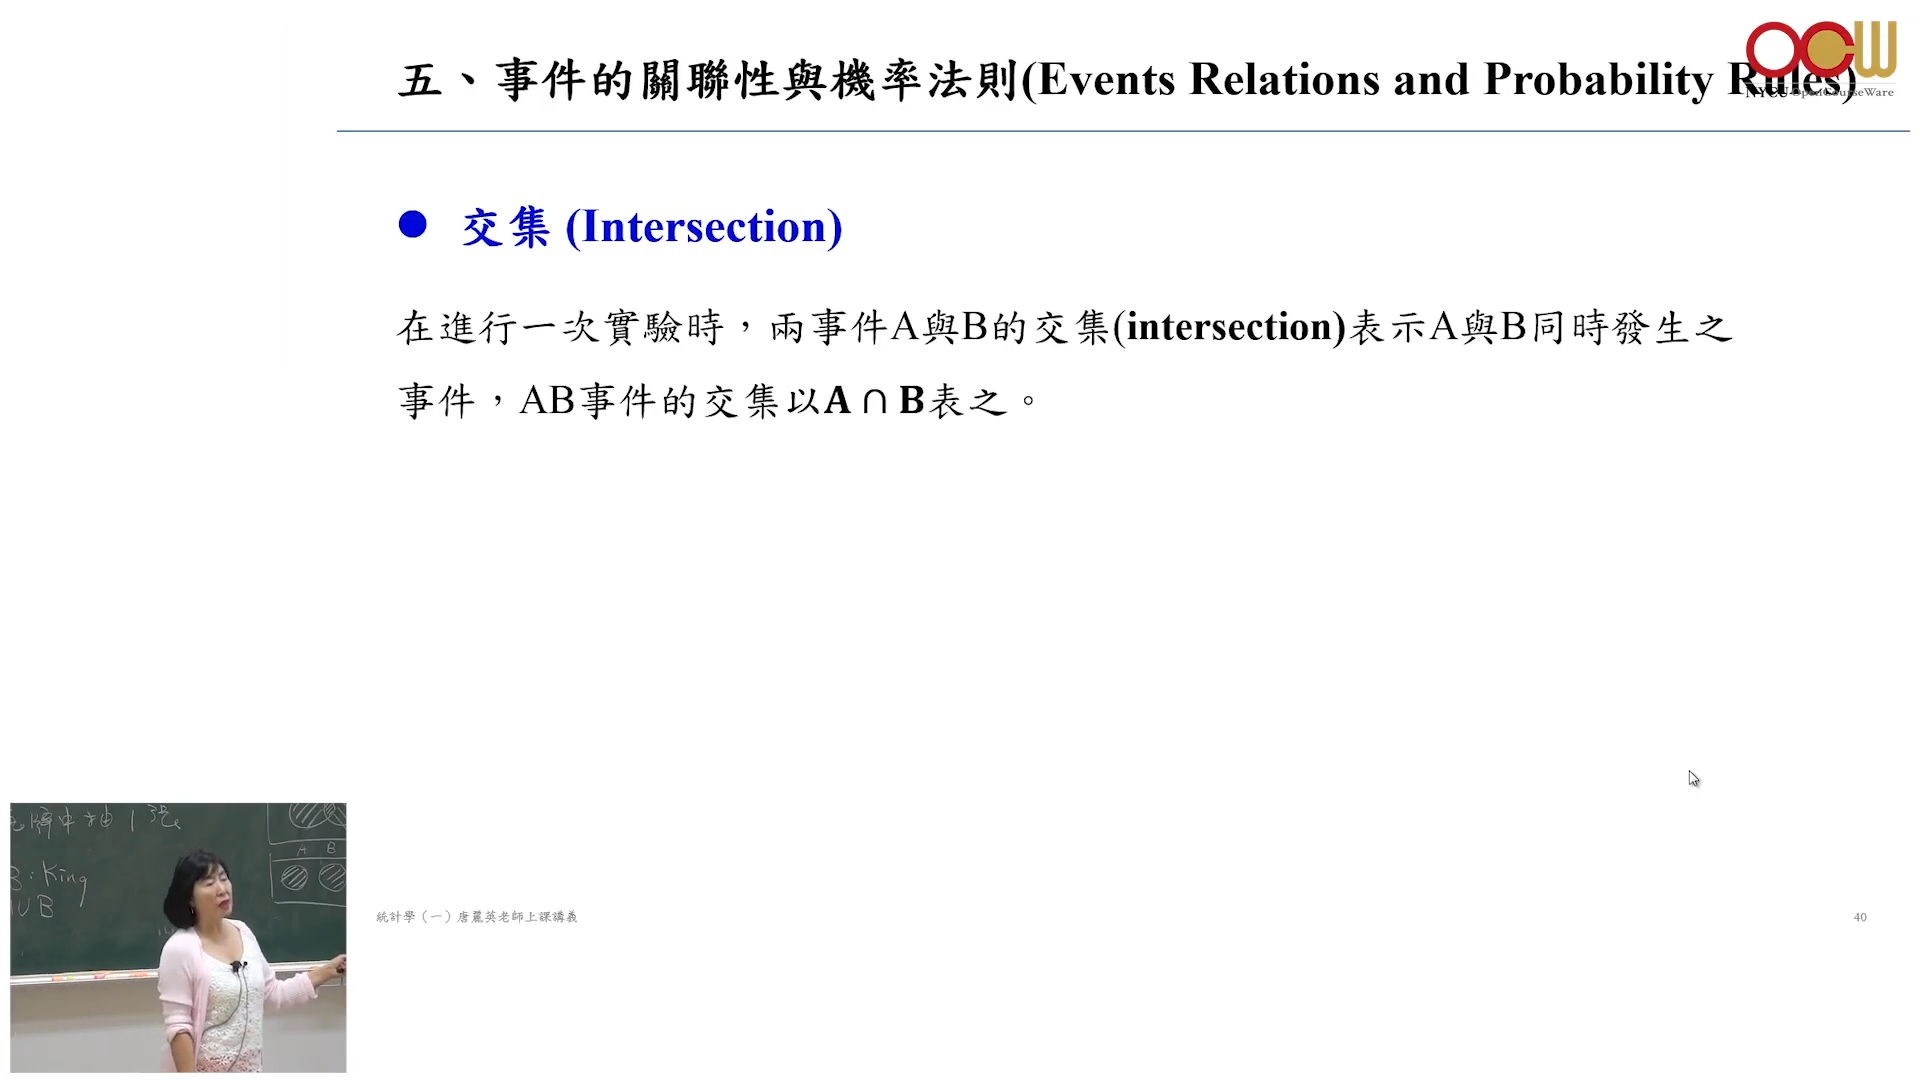 五、事件的關聯性與機率法則(Events Relations and Probability Rules)
OCW
NYCU OpenCourseWare
● 交集 (Intersection)
在進行一次實驗時，兩事件A與B的交集(intersection)表示A與B同時發生之
事件，AB事件的交集以A ∩ B表之。
牌中抽1張
A B
B: King
∪B
統計學（一）唐麗英老師上課講義
40